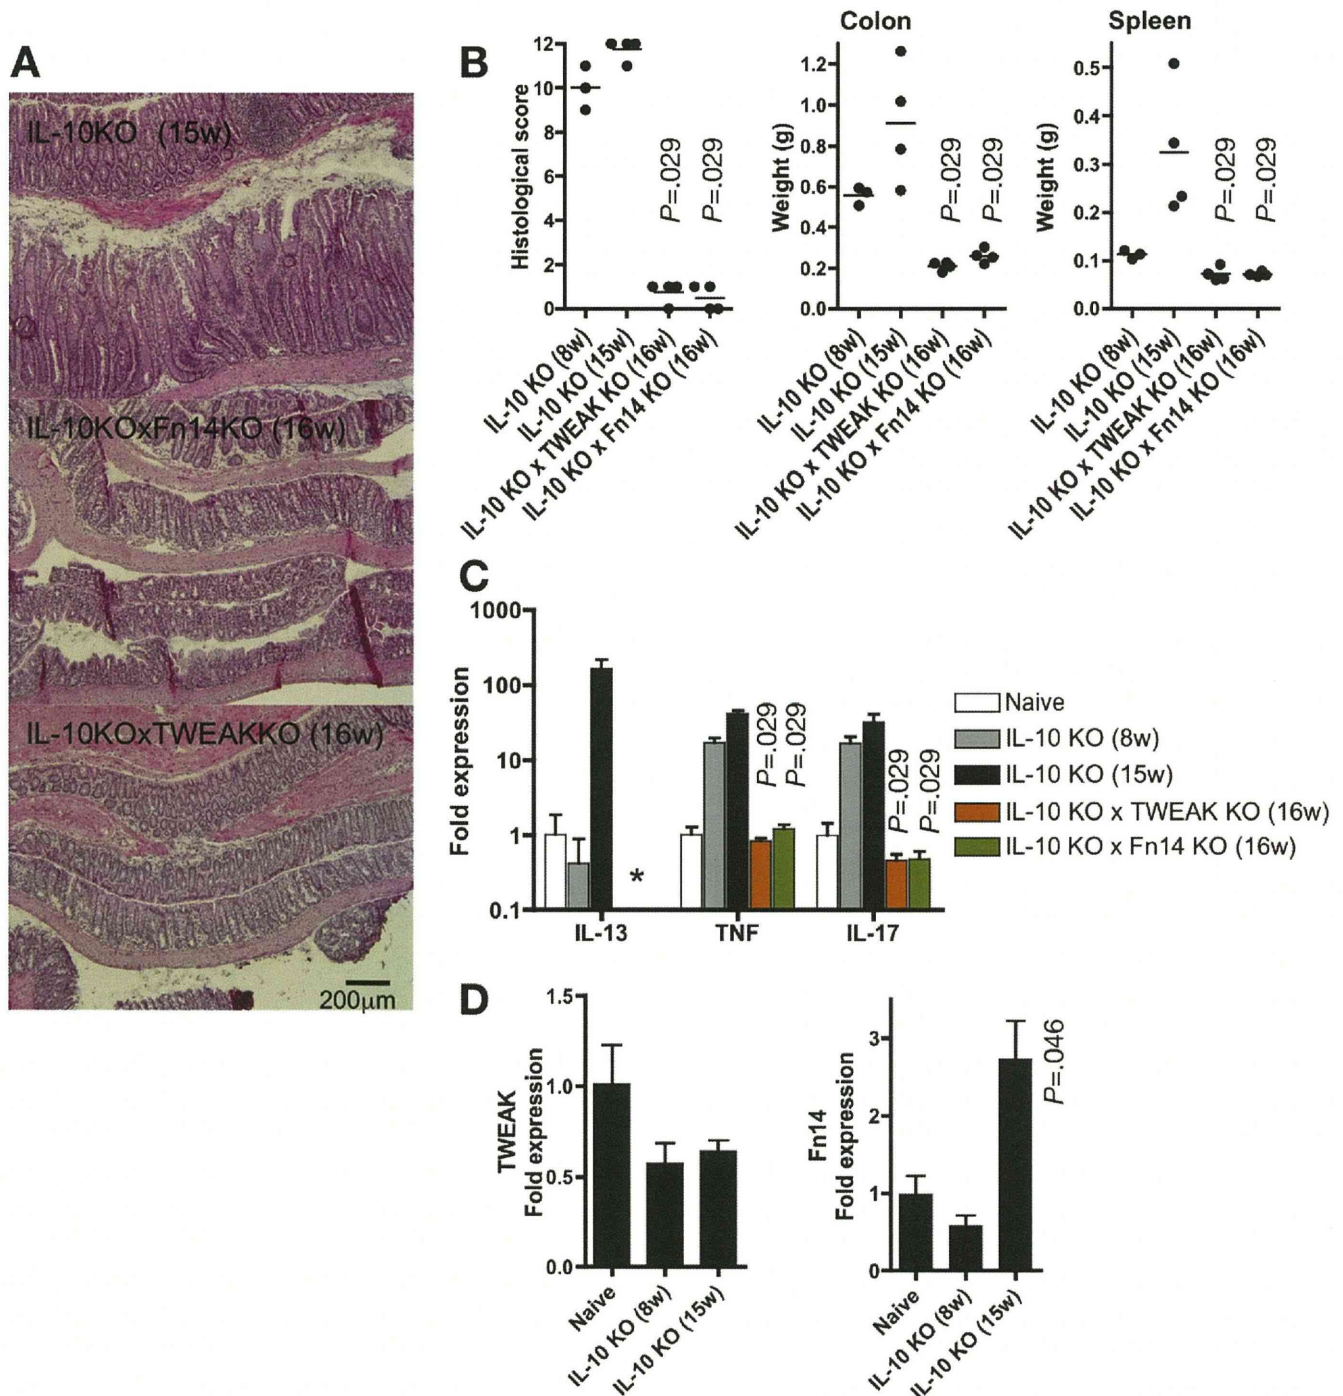 A
IL-10KO (15w)
IL-10KOxFn14KO (16w)
IL-10KOxTWEAKKO (16w)
200µm
B
Histological score
12
10
8
6
4
2
0
P=.029
P=.029
IL-10 KO (8w)
IL-10 KO (15w)
IL-10 KO x TWEAK KO (16w)
IL-10 KO x Fn14 KO (16w)
Colon
Weight (g)
1.2
1.0
0.8
0.6
0.4
0.2
0.0
P=.029
P=.029
IL-10 KO (8w)
IL-10 KO (15w)
IL-10 KO x TWEAK KO (16w)
IL-10 KO x Fn14 KO (16w)
Spleen
Weight (g)
0.5
0.4
0.3
0.2
0.1
0.0
P=.029
P=.029
IL-10 KO (8w)
IL-10 KO (15w)
IL-10 KO x TWEAK KO (16w)
IL-10 KO x Fn14 KO (16w)
C
Fold expression
1000
100
10
1
0.1
*
P=.029
P=.029
P=.029
P=.029
IL-13
TNF
IL-17
Naive
IL-10 KO (8w)
IL-10 KO (15w)
IL-10 KO x TWEAK KO (16w)
IL-10 KO x Fn14 KO (16w)
D
TWEAK
Fold expression
1.5
1.0
0.5
0.0
Naive
IL-10 KO (8w)
IL-10 KO (15w)
Fn14
Fold expression
3
2
1
0
P=.046
Naive
IL-10 KO (8w)
IL-10 KO (15w)